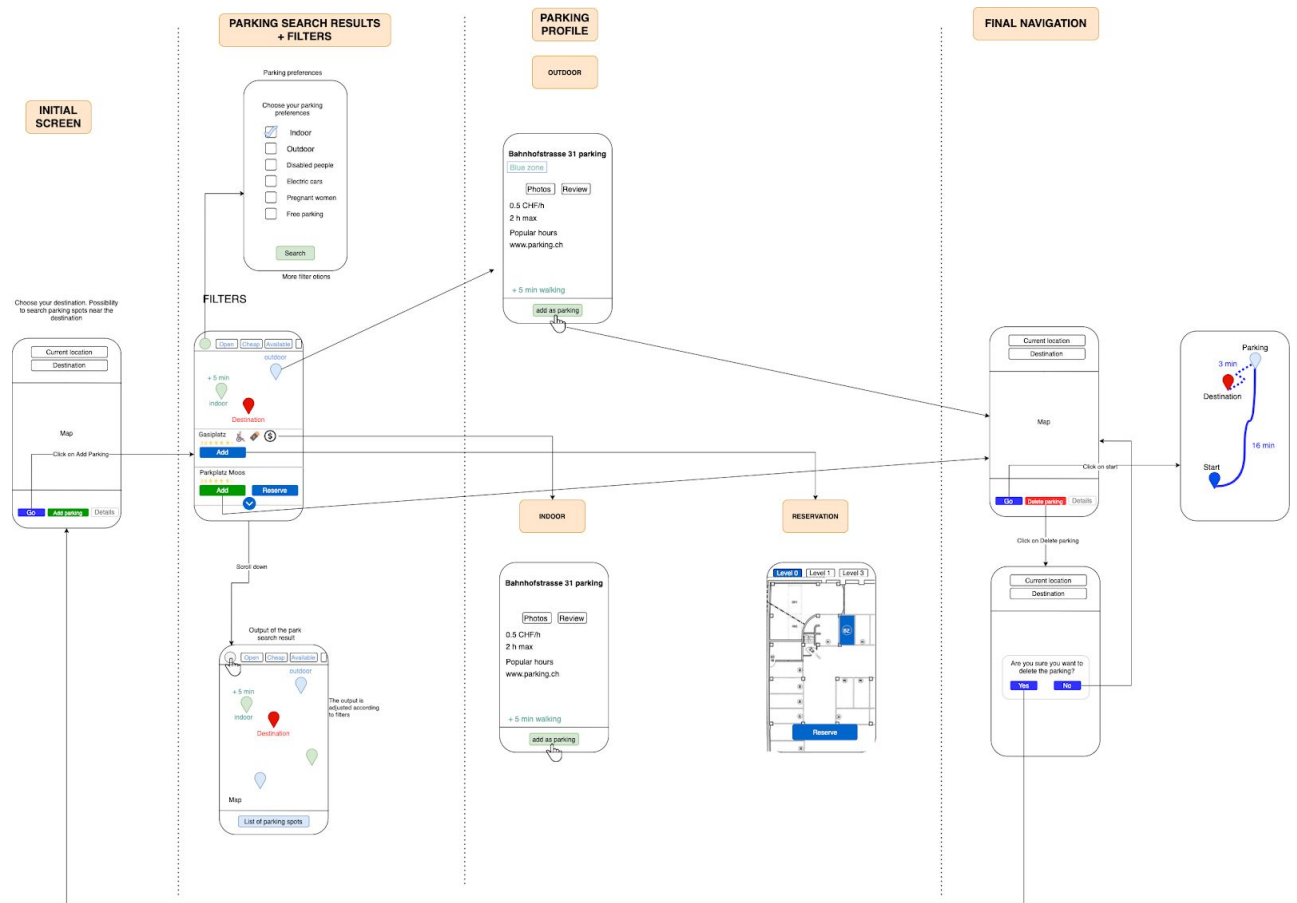 INITIAL
SCREEN
Choose your destination. Possibility
to search parking spots near the
destination
Current location
Destination
Map
Click on Add Parking
Go
Add parking
Details
PARKING SEARCH RESULTS
+ FILTERS
Parking preferences
Choose your parking
preferences
Indoor
Outdoor
Disabled people
Electric cars
Pregnant women
Free parking
Search
More filter otions
FILTERS
Open
Cheap
Available
outdoor
+ 5 min
indoor
Destination
Gasiplatz
Add
Parkplatz Moos
Add
Reserve
Scroll down
Output of the park
search result
Open
Cheap
Available
outdoor
+ 5 min
indoor
Destination
Map
List of parking spots
The output is
adjusted according
to filters
PARKING
PROFILE
OUTDOOR
Bahnhofstrasse 31 parking
Blue zone
Photos
Review
0.5 CHF/h
2 h max
Popular hours
www.parking.ch
+ 5 min walking
add as parking
INDOOR
Bahnhofstrasse 31 parking
Photos
Review
0.5 CHF/h
2 h max
Popular hours
www.parking.ch
+ 5 min walking
add as parking
RESERVATION
Level 0
Level 1
Level 3
Reserve
FINAL NAVIGATION
Current location
Destination
Map
Click on start
Go
Delete parking
Details
Click on Delete parking
Current location
Destination
Are you sure you want to
delete the parking?
Yes
No
Parking
3 min
Destination
16 min
Start